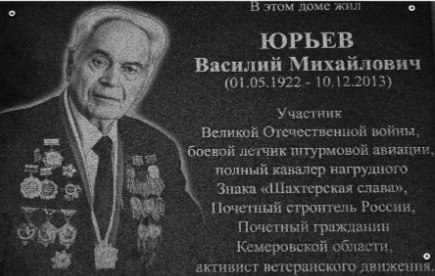 В этом доме жил
ЮРЬЕВ
Василий Михайлович
(01.05.1922 - 10.12.2013)
Участник
Великой Отечественной войны,
боевой летчик штурмовой авиации,
полный кавалер нагрудного
Знака «Шахтерская слава»,
Почетный строитель России,
Почетный гражданин
Кемеровской области,
активист ветеранского движения.